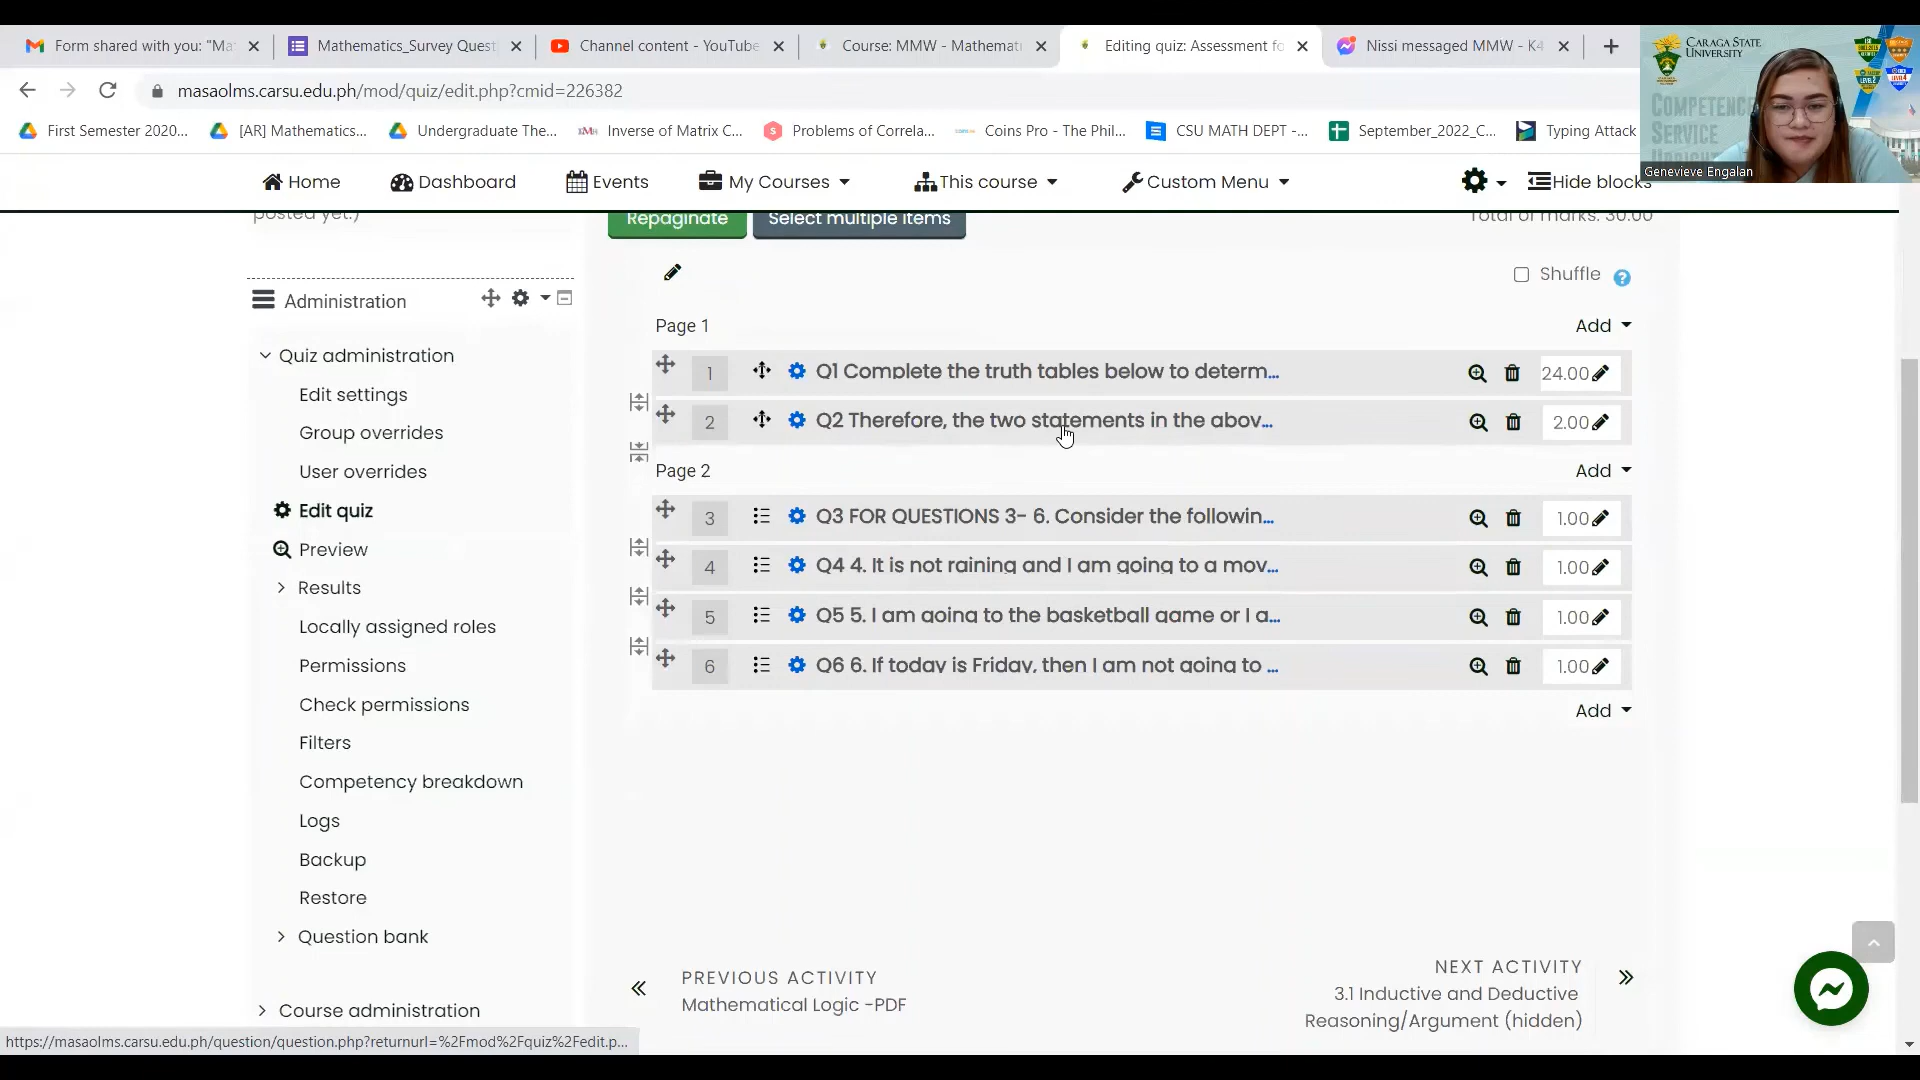 Form shared with you: "Ma
Mathematics_Survey Quest
Channel content - YouTube
Course: MMW - Mathemat
Editing quiz: Assessment fo
Nissi messaged MMW - K4
masaolms.carsu.edu.ph/mod/quiz/edit.php?cmid=226382
First Semester 2020...
[AR] Mathematics...
Undergraduate The...
Inverse of Matrix C...
Problems of Correla...
Coins Pro - The Phil...
CSU MATH DEPT -...
September_2022_C...
Typing Attack
CARAGA STATE
UNIVERSITY
COMPETENCE
SERVICE
Genevieve Engalan
Home
Dashboard
Events
My Courses
This course
Custom Menu
Hide blocks
posted yet.)
Repaginate
Select multiple items
Total of marks: 30.00
Shuffle
Administration
Quiz administration
Edit settings
Group overrides
User overrides
Edit quiz
Preview
Results
Locally assigned roles
Permissions
Check permissions
Filters
Competency breakdown
Logs
Backup
Restore
Question bank
Course administration
Page 1
Add
1 Q1 Complete the truth tables below to determ... 24.00
2 Q2 Therefore, the two statements in the abov... 2.00
Page 2
Add
3 Q3 FOR QUESTIONS 3- 6. Consider the followin... 1.00
4 Q4 4. It is not raining and I am going to a mov... 1.00
5 Q5 5. I am going to the basketball game or I a... 1.00
6 Q6 6. If today is Friday, then I am not going to ... 1.00
Add
PREVIOUS ACTIVITY
Mathematical Logic -PDF
NEXT ACTIVITY
3.1 Inductive and Deductive
Reasoning/Argument (hidden)
https://masaolms.carsu.edu.ph/question/question.php?returnurl=%2Fmod%2Fquiz%2Fedit.p...